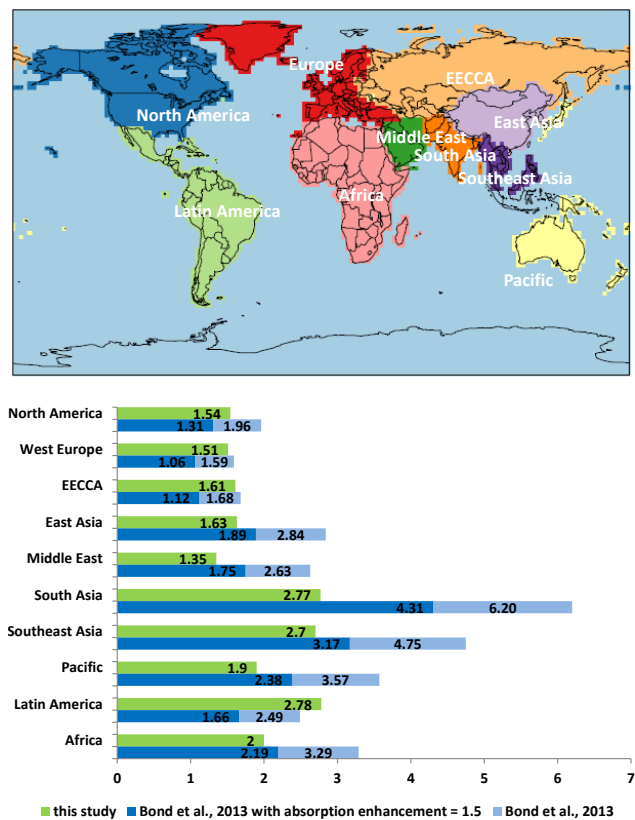 Europe
EECCA
North America
East Asia
Middle East
South Asia
Southeast Asia
Africa
Latin America
Pacific
North America 1.54
1.31 1.96
West Europe 1.51
1.06 1.59
EECCA 1.61
1.12 1.68
East Asia 1.63
1.89 2.84
Middle East 1.35
1.75 2.63
South Asia 2.77
4.31 6.20
Southeast Asia 2.7
3.17 4.75
Pacific 1.9
2.38 3.57
Latin America 2.78
1.66 2.49
Africa 2
2.19 3.29
0 1 2 3 4 5 6 7
this study Bond et al., 2013 with absorption enhancement = 1.5 Bond et al., 2013